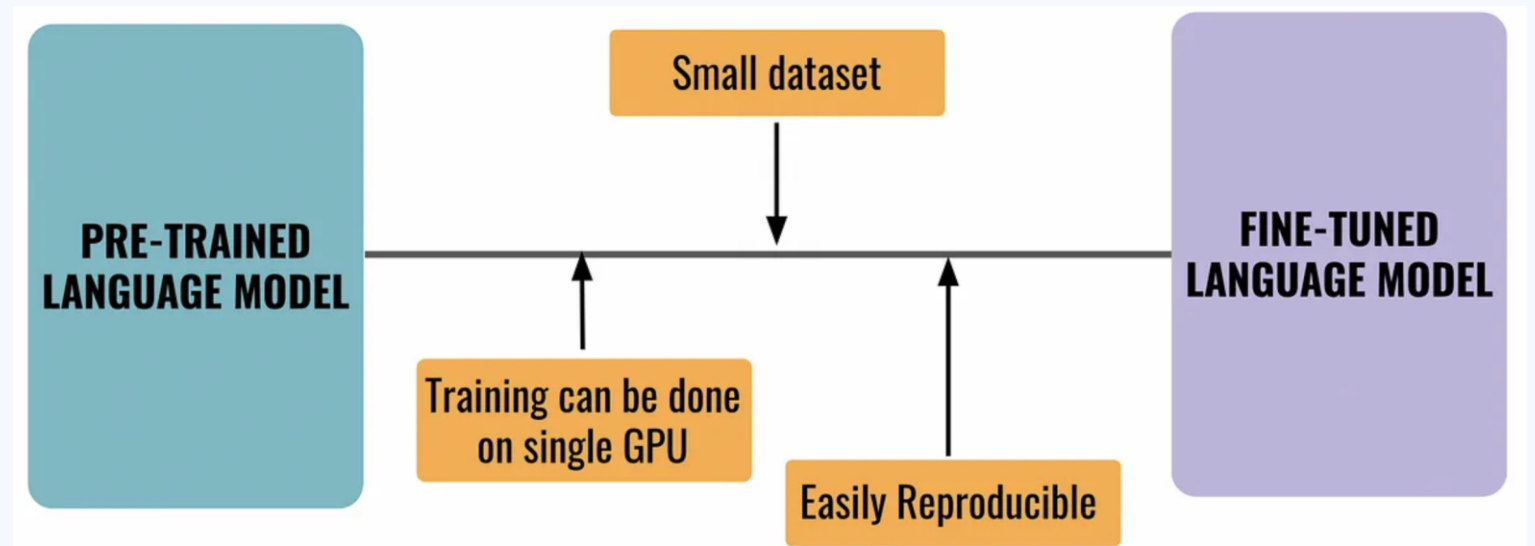 PRE-TRAINED
LANGUAGE MODEL
Small dataset
Training can be done
on single GPU
Easily Reproducible
FINE-TUNED
LANGUAGE MODEL